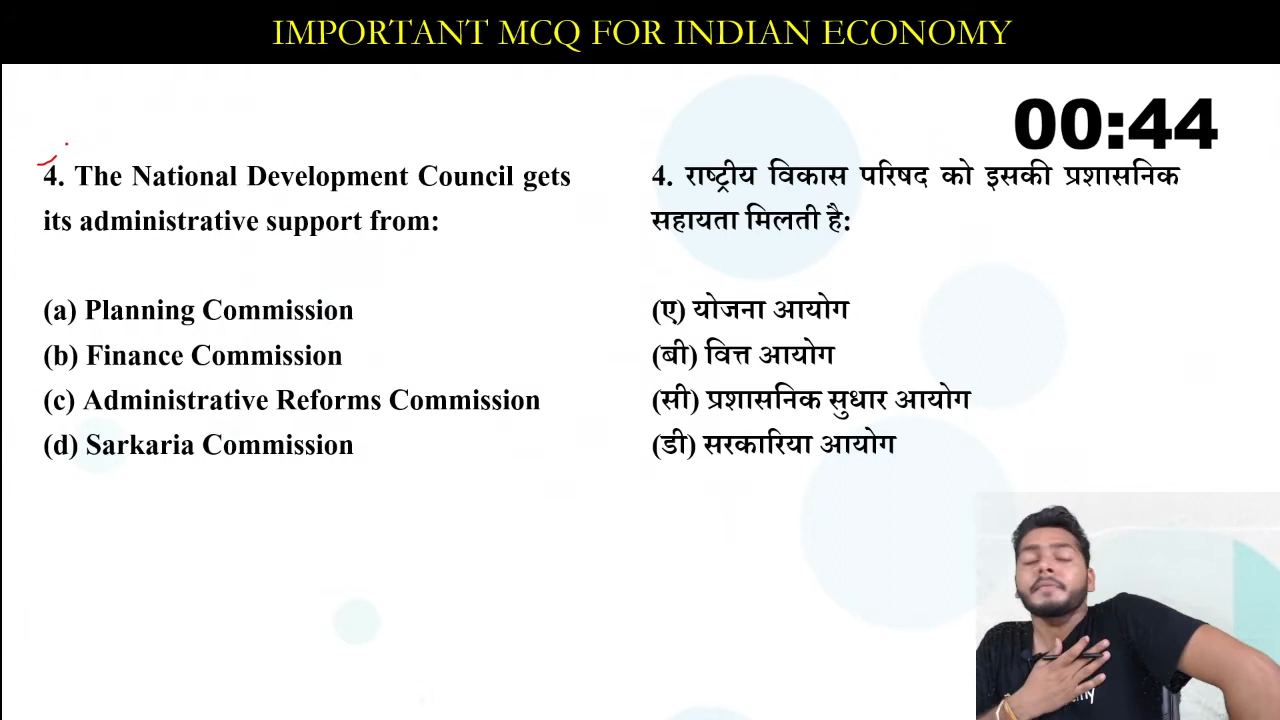 IMPORTANT MCQ FOR INDIAN ECONOMY
00:44
4. The National Development Council gets
its administrative support from:
(a) Planning Commission
(b) Finance Commission
(c) Administrative Reforms Commission
(d) Sarkaria Commission
4. राष्ट्रीय विकास परिषद को इसकी प्रशासनिक
सहायता मिलती है:
(ए) योजना आयोग
(बी) वित्त आयोग
(सी) प्रशासनिक सुधार आयोग
(डी) सरकारिया आयोग